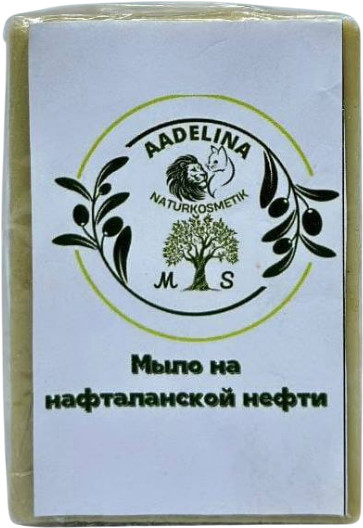 AADELINA
NATURKOSMETIK
M S
Мыло на
нафталанской нефти